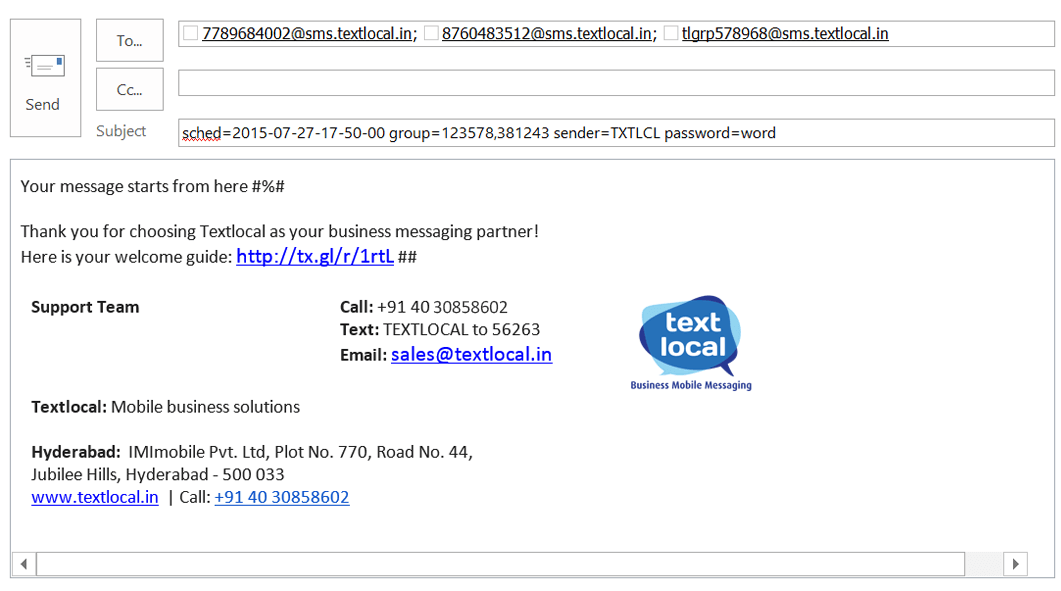 To... 7789684002@sms.textlocal.in; 8760483512@sms.textlocal.in; tlgrp578968@sms.textlocal.in
Send
Cc...
Subject sched=2015-07-27-17-50-00 group=123578,381243 sender=TXTLCL password=word
Your message starts from here #%#
Thank you for choosing Textlocal as your business messaging partner!
Here is your welcome guide: http://tx.gl/r/1rtL ##
Support Team Call: +91 40 30858602
Text: TEXTLOCAL to 56263
Email: sales@textlocal.in
text
local
Business Mobile Messaging
Textlocal: Mobile business solutions
Hyderabad: IMImobile Pvt. Ltd, Plot No. 770, Road No. 44,
Jubilee Hills, Hyderabad - 500 033
www.textlocal.in | Call: +91 40 30858602